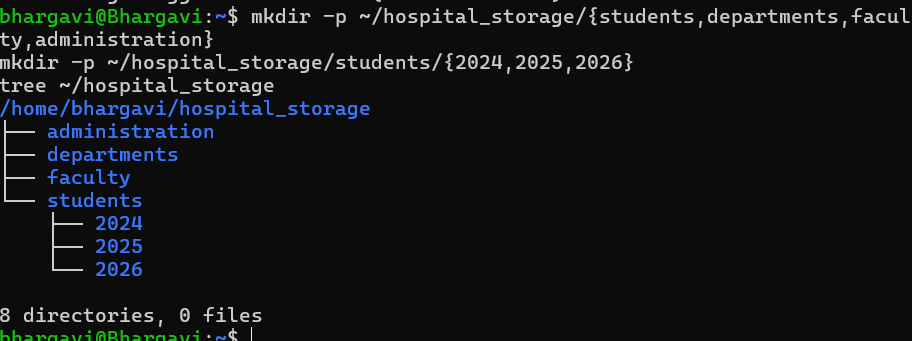 bhargavi@Bhargavi:~$ mkdir -p ~/hospital_storage/{students,departments,facul
ty,administration}
mkdir -p ~/hospital_storage/students/{2024,2025,2026}
tree ~/hospital_storage
/home/bhargavi/hospital_storage
├── administration
├── departments
├── faculty
└── students
    ├── 2024
    ├── 2025
    └── 2026

8 directories, 0 files
bhargavi@Bhargavi:~$